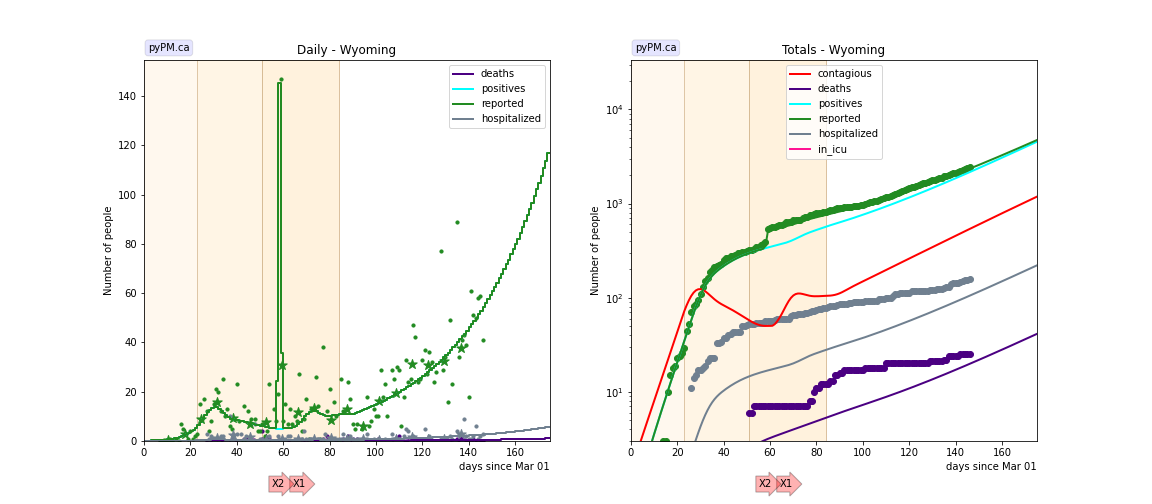 pyPM.ca
Daily - Wyoming
deaths
positives
reported
hospitalized
Number of people
140
120
100
80
60
40
20
0
0 20 40 60 80 100 120 140 160
days since Mar 01
X2 X1
pyPM.ca
Totals - Wyoming
contagious
deaths
positives
reported
hospitalized
in_icu
Number of people
10⁴
10³
10²
10¹
0 20 40 60 80 100 120 140 160
days since Mar 01
X2 X1